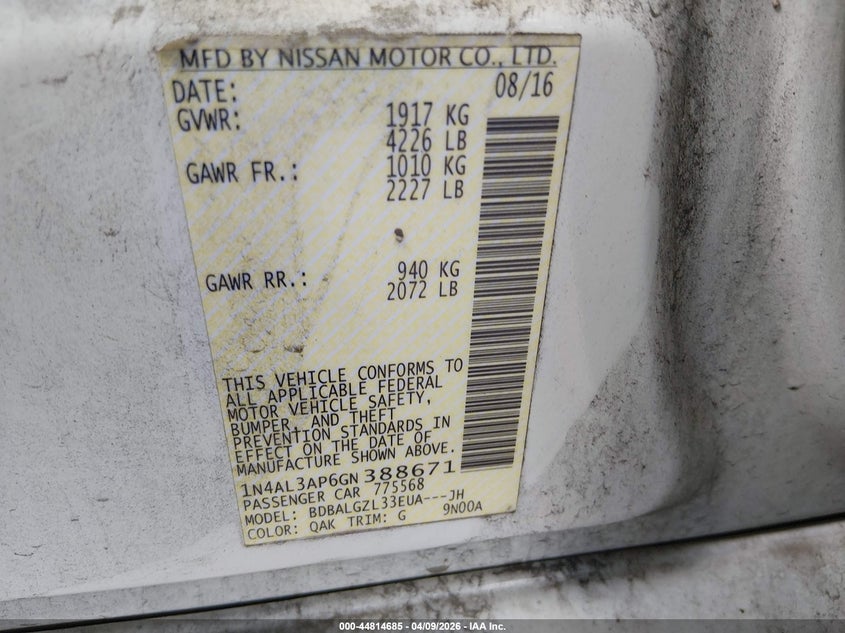 MFD BY NISSAN MOTOR CO., LTD.
DATE: 08/16
GVWR: 1917 KG
4226 LB
GAWR FR.: 1010 KG
2227 LB
GAWR RR.: 940 KG
2072 LB
THIS VEHICLE CONFORMS TO
ALL APPLICABLE FEDERAL
MOTOR VEHICLE SAFETY,
BUMPER, AND THEFT
PREVENTION STANDARDS IN
EFFECT ON THE DATE OF
MANUFACTURE SHOWN ABOVE.
1N4AL3AP6GN388671
PASSENGER CAR 775568
MODEL: BDBALGZL33EUA---JH
COLOR: QAK TRIM: G 9N00A
000-44814685 | 04/09/2026 - IAA Inc.